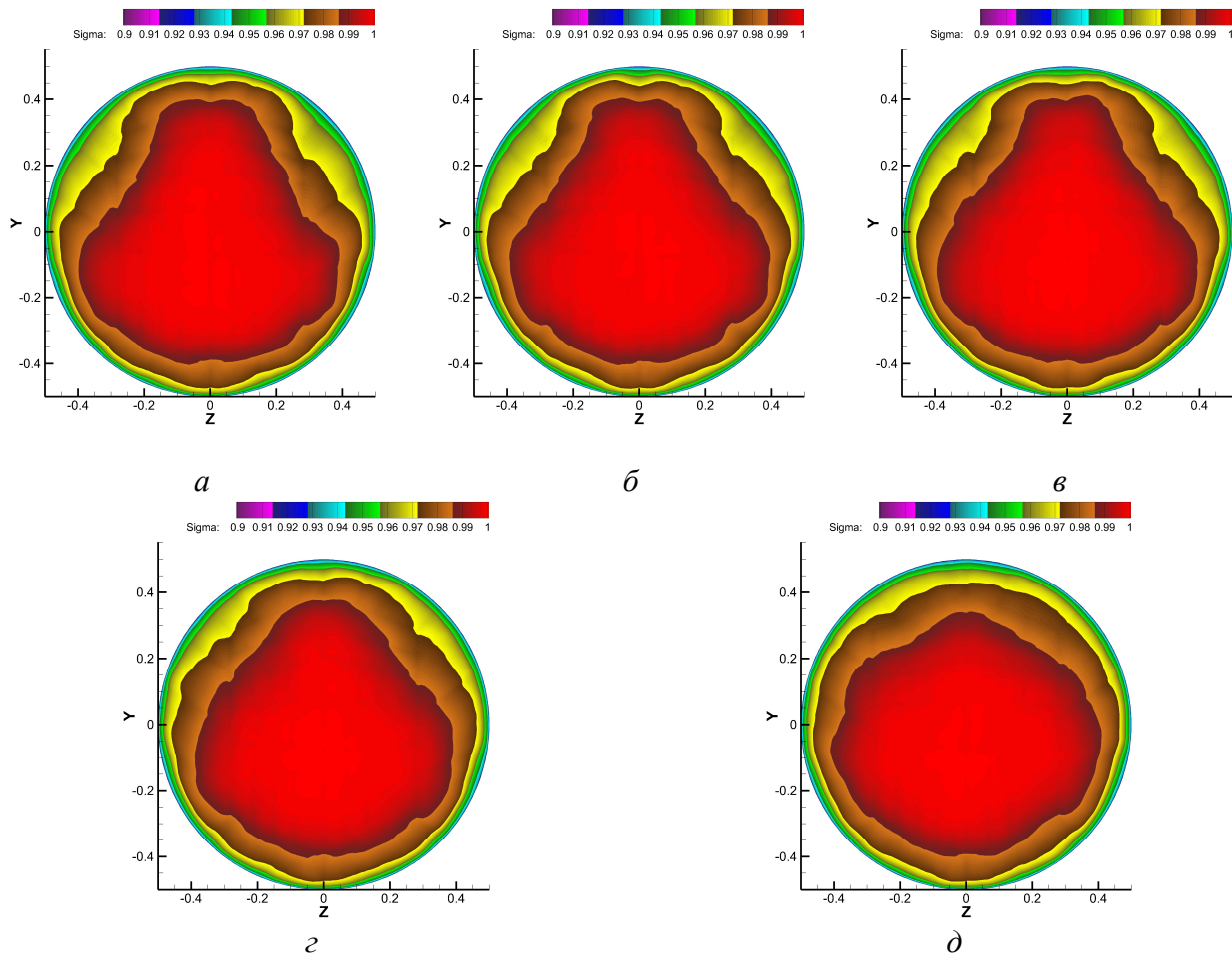 Sigma: 0.9 0.91 0.92 0.93 0.94 0.95 0.96 0.97 0.98 0.99 1
Sigma: 0.9 0.91 0.92 0.93 0.94 0.95 0.96 0.97 0.98 0.99 1
Sigma: 0.9 0.91 0.92 0.93 0.94 0.95 0.96 0.97 0.98 0.99 1
0.4 0.4 0.4
0.2 0.2 0.2
Y 0 Y 0 Y 0
-0.2 -0.2 -0.2
-0.4 -0.4 -0.4
-0.4 -0.2 0 0.2 0.4 -0.4 -0.2 0 0.2 0.4 -0.4 -0.2 0 0.2 0.4
Z Z Z
а б в
Sigma: 0.9 0.91 0.92 0.93 0.94 0.95 0.96 0.97 0.98 0.99 1
Sigma: 0.9 0.91 0.92 0.93 0.94 0.95 0.96 0.97 0.98 0.99 1
0.4 0.4
0.2 0.2
Y 0 Y 0
-0.2 -0.2
-0.4 -0.4
-0.4 -0.2 0 0.2 0.4 -0.4 -0.2 0 0.2 0.4
Z Z
г д